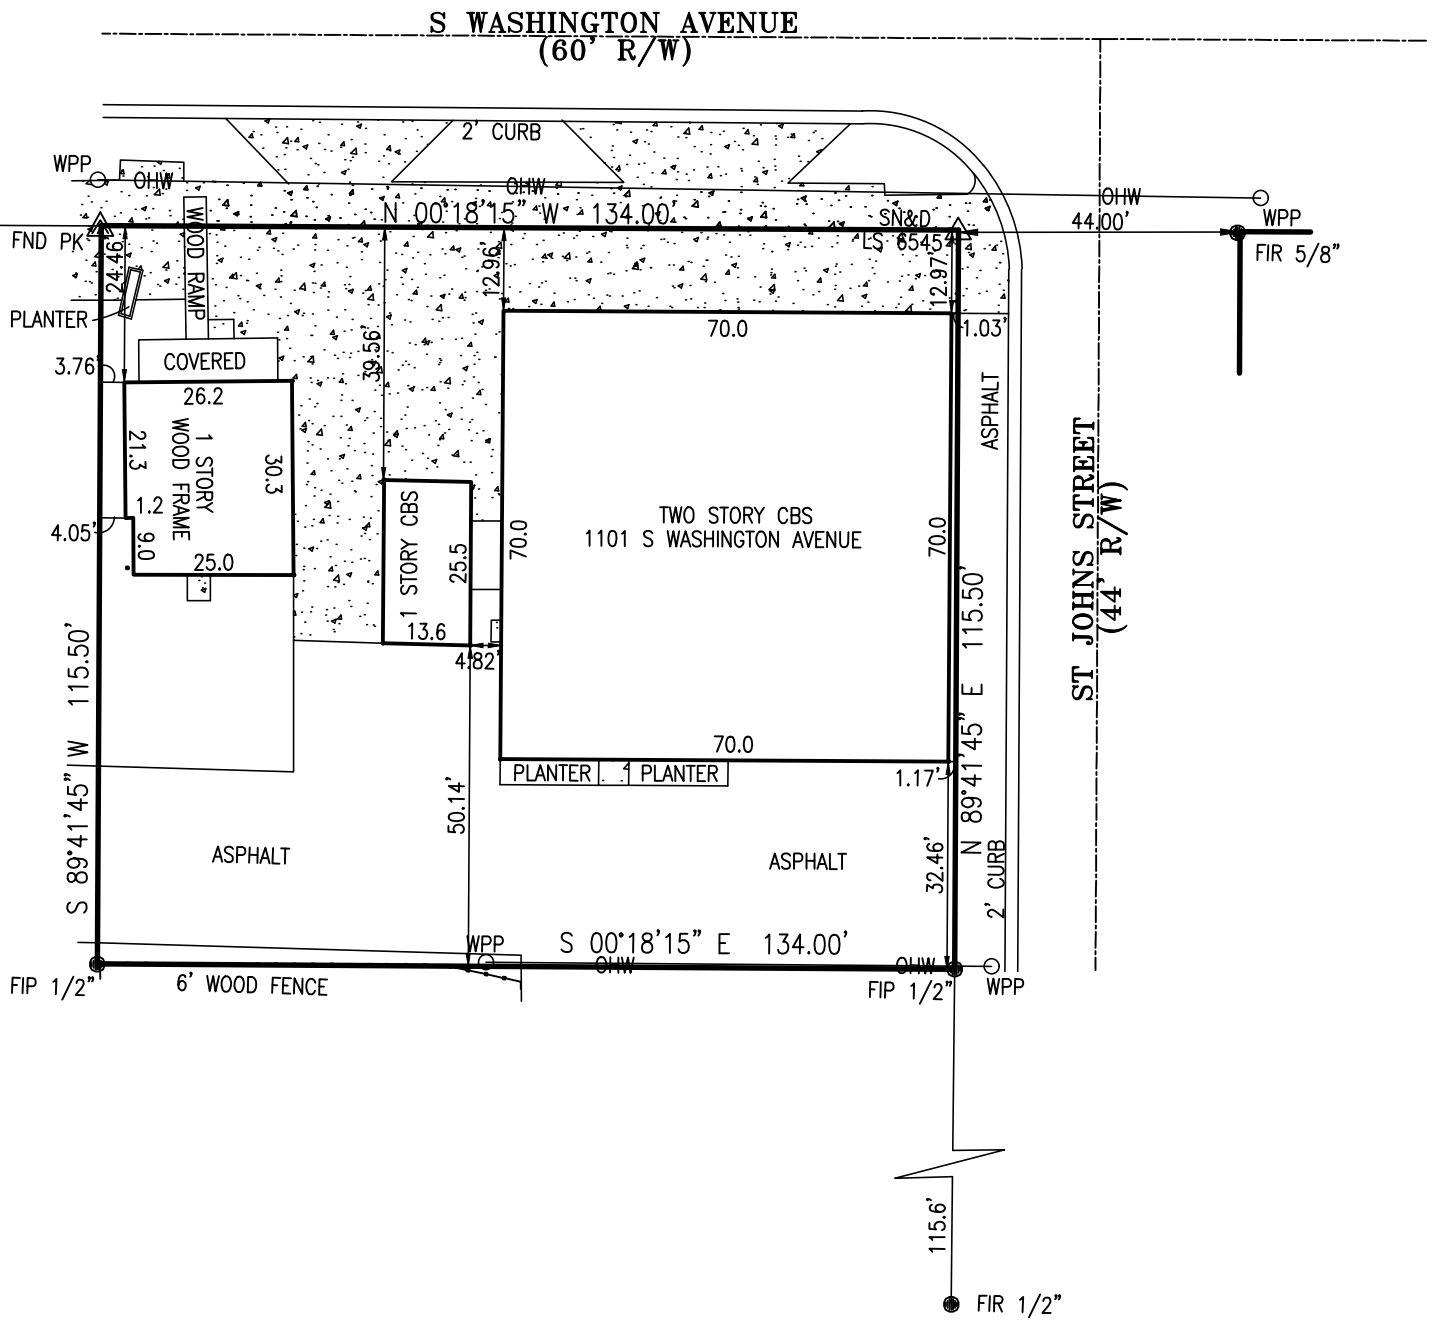 S WASHINGTON AVENUE
(60' R/W)
2' CURB
WPP
OHW
OHW
OHW
N 00°18'15" W 134.00'
SN&D
LS 6545
44.00'
WPP
FND PK
FIR 5/8"
24.46'
WOOD RAMP
12.96'
12.97'
PLANTER
70.0
1.03'
39.56'
3.76'
COVERED
26.2
ASPHALT
21.3
1 STORY
WOOD FRAME
30.3
1.2
4.05'
9.0
25.0
1 STORY CBS
25.5
13.6
4.82'
70.0
TWO STORY CBS
1101 S WASHINGTON AVENUE
70.0
ST JOHNS STREET
(44' R/W)
N 89°41'45" E 115.50'
S 89°41'45" W 115.50'
70.0
PLANTER
PLANTER
1.17'
50.14'
32.46'
ASPHALT
ASPHALT
2' CURB
WPP
S 00°18'15" E 134.00'
OHW
OHW
FIP 1/2"
6' WOOD FENCE
FIP 1/2"
WPP
115.6'
FIR 1/2"